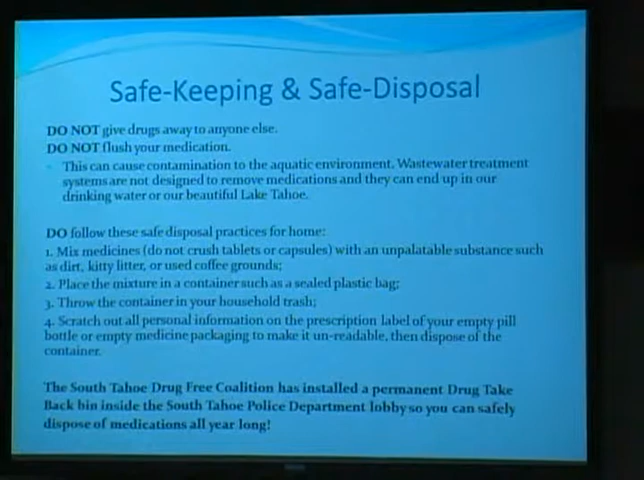 Safe-Keeping & Safe-Disposal
DO NOT give drugs away to anyone else.
DO NOT flush your medication.
- This can cause contamination to the aquatic environment. Wastewater treatment
systems are not designed to remove medications and they can end up in our
drinking water or our beautiful Lake Tahoe.
DO follow these safe disposal practices for home:
1. Mix medicines (do not crush tablets or capsules) with an unpalatable substance such
as dirt, kitty litter, or used coffee grounds;
2. Place the mixture in a container such as a sealed plastic bag;
3. Throw the container in your household trash;
4. Scratch out all personal information on the prescription label of your empty pill
bottle or empty medicine packaging to make it un-readable, then dispose of the
container.
The South Tahoe Drug Free Coalition has installed a permanent Drug Take
Back bin inside the South Tahoe Police Department lobby so you can safely
dispose of medications all year long!